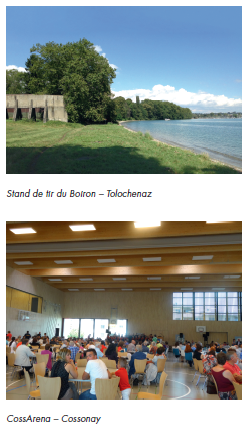 Stand de tir du Boiron – Tolochenaz
CossArena – Cossonay